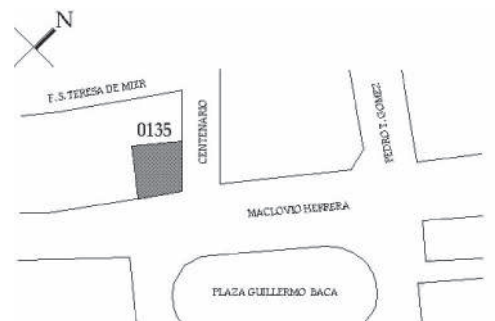 N
F. S. TERESA DE MIER
0135
CENTENARIO
PEDRO T. GOMEZ
MACLOVIO HERRERA
PLAZA GUILLERMO BACA